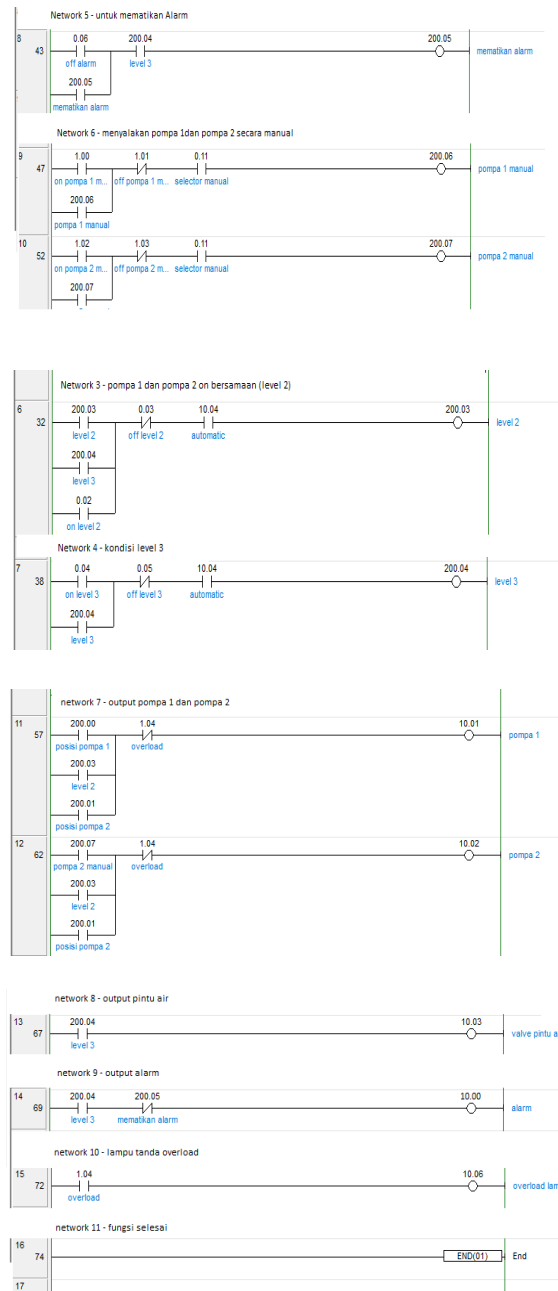 Network 5 - untuk mematikan Alarm
8
43
0.06
200.04
200.05
off alarm
level 3
mematikan alarm
200.05
mematikan alarm
Network 6 - menyalakan pompa 1dan pompa 2 secara manual
9
47
1.00
1.01
0.11
200.06
on pompa 1 m...
off pompa 1 m...
selector manual
pompa 1 manual
200.06
pompa 1 manual
10
52
1.02
1.03
0.11
200.07
on pompa 2 m...
off pompa 2 m...
selector manual
pompa 2 manual
200.07
Network 3 - pompa 1 dan pompa 2 on bersamaan (level 2)
6
32
200.03
0.03
10.04
200.03
level 2
off level 2
automatic
level 2
200.04
level 3
0.02
on level 2
Network 4 - kondisi level 3
7
38
0.04
0.05
10.04
200.04
on level 3
off level 3
automatic
level 3
200.04
level 3
network 7 - output pompa 1 dan pompa 2
11
57
200.00
1.04
10.01
posisi pompa 1
overload
pompa 1
200.03
level 2
200.01
posisi pompa 2
12
62
200.07
1.04
10.02
pompa 2 manual
overload
pompa 2
200.03
level 2
200.01
posisi pompa 2
network 8 - output pintu air
13
67
200.04
10.03
level 3
valve pintu a
network 9 - output alarm
14
69
200.04
200.05
10.00
level 3
mematikan alarm
alarm
network 10 - lampu tanda overload
15
72
1.04
10.06
overload
overload lam
network 11 - fungsi selesai
16
74
END(01)
End
17